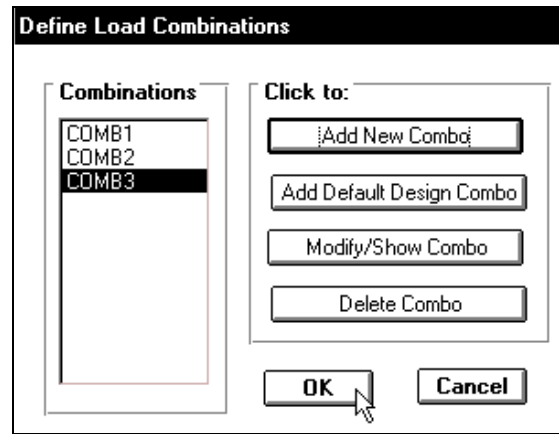 Define Load Combinations
Combinations
COMB1
COMB2
COMB3
Click to:
Add New Combo
Add Default Design Combo
Modify/Show Combo
Delete Combo
OK
Cancel